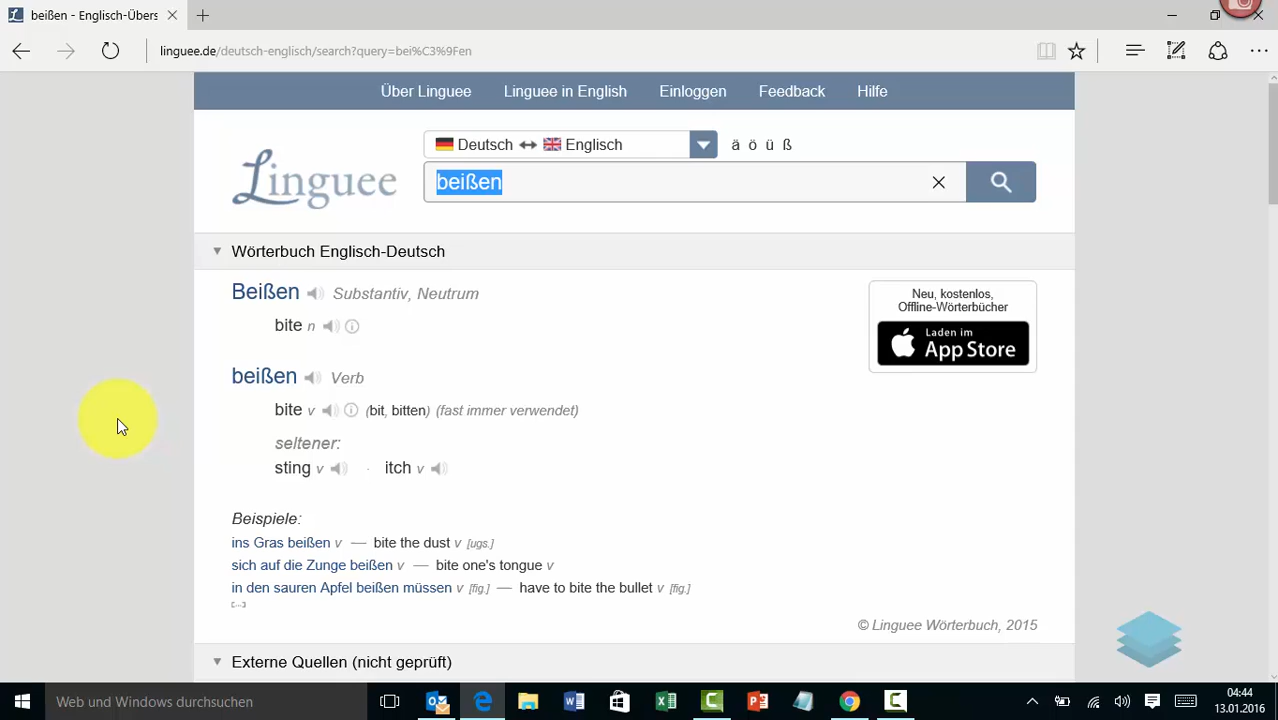 beißen - Englisch-Übers
linguee.de/deutsch-englisch/search?query=bei%C3%9Fen
Über Linguee Linguee in English Einloggen Feedback Hilfe
Deutsch ↔ Englisch ä ö ü ß
Linguee
beißen
Wörterbuch Englisch-Deutsch
Beißen Substantiv, Neutrum
Neu, kostenlos,
Offline-Wörterbücher
bite n
Laden im
App Store
beißen Verb
bite v (bit, bitten) (fast immer verwendet)
seltener:
sting v · itch v
Beispiele:
ins Gras beißen v — bite the dust v [ugs.]
sich auf die Zunge beißen v — bite one's tongue v
in den sauren Apfel beißen müssen v [fig.] — have to bite the bullet v [fig.]
[...]
© Linguee Wörterbuch, 2015
Externe Quellen (nicht geprüft)
Web und Windows durchsuchen
04:44
13.01.2016